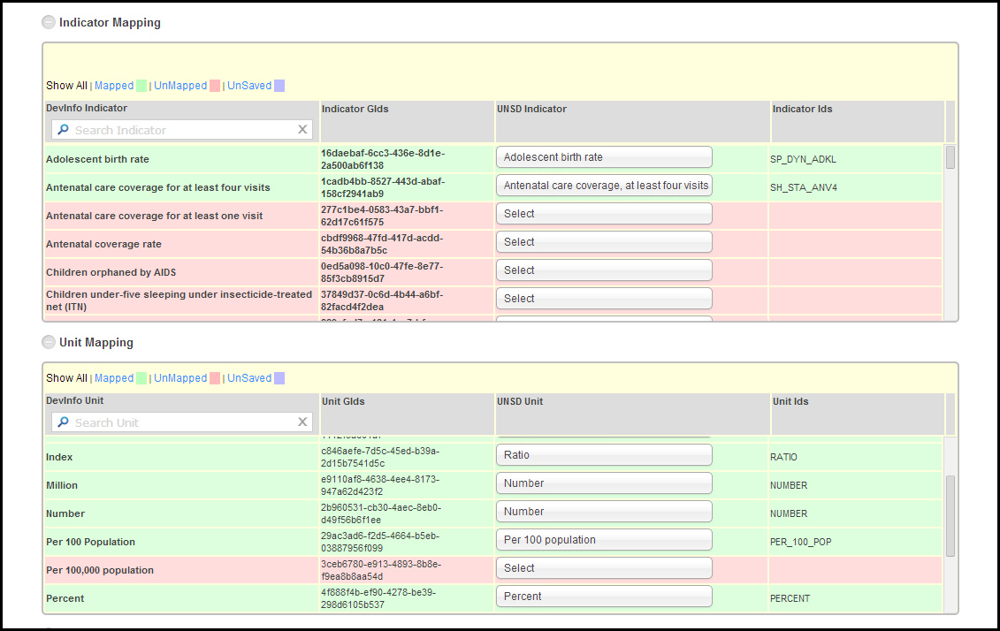 Indicator Mapping
Show All | Mapped | UnMapped | UnSaved
DevInfo Indicator Indicator GIds UNSD Indicator Indicator Ids
Search Indicator X
Adolescent birth rate 16daebaf-6cc3-436e-8d1e-2a500ab6f138 Adolescent birth rate SP_DYN_ADKL
Antenatal care coverage for at least four visits 1cadb4bb-8527-443d-abaf-158cf2941ab9 Antenatal care coverage, at least four visits SH_STA_ANV4
Antenatal care coverage for at least one visit 277c1be4-0583-43a7-bbf1-62d17c61f575 Select
Antenatal coverage rate cbdf9968-47fd-417d-acdd-54b36b8a7b5c Select
Children orphaned by AIDS 0ed5a098-10c0-47fe-8e77-85f3cb8915d7 Select
Children under-five sleeping under insecticide-treated net (ITN) 37849d37-0c6d-4b44-a6bf-82facd4f2dea Select
Unit Mapping
Show All | Mapped | UnMapped | UnSaved
DevInfo Unit Unit GIds UNSD Unit Unit Ids
Search Unit X
Index c846aefe-7d5c-45ed-b39a-2d15b7541d5c Ratio RATIO
Million e9110af8-4638-4ee4-8173-947a62d423f2 Number NUMBER
Number 2b960531-cb30-4aec-8eb0-d49f56b6f1ee Number NUMBER
Per 100 Population 29ac3ad6-f2d5-4664-b5eb-03887956f099 Per 100 population PER_100_POP
Per 100,000 population 3ceb6780-e913-4893-8b8e-f9ea8b8aa54d Select
Percent 4f888f4b-ef90-4278-be39-298d6105b537 Percent PERCENT